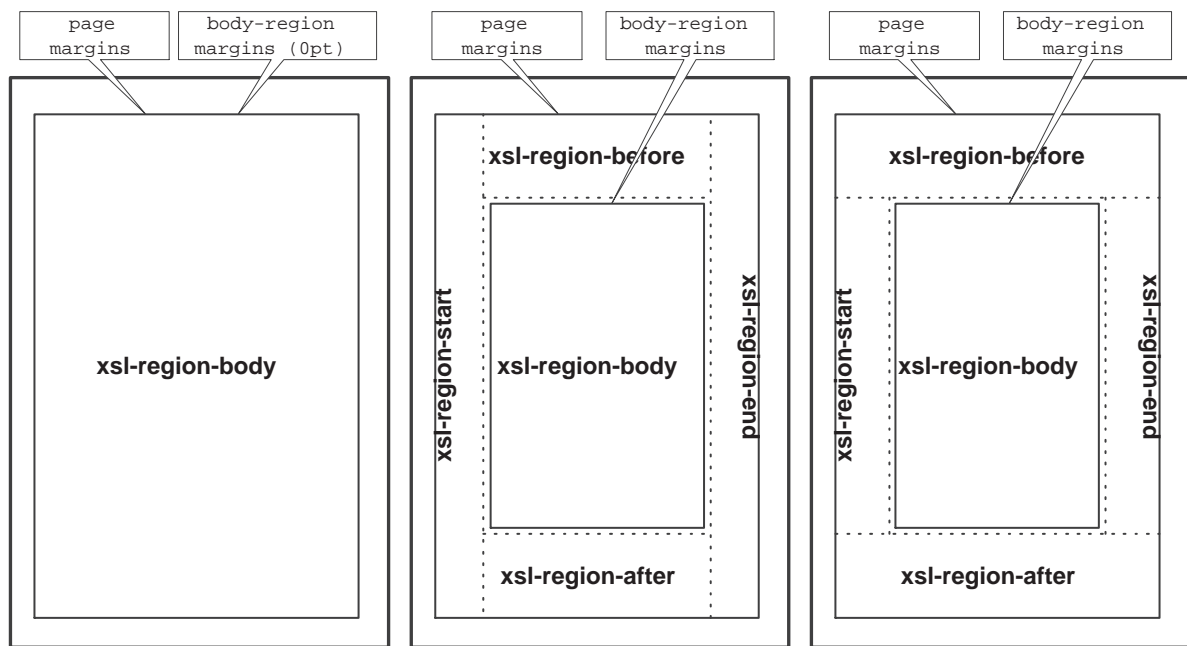 page
margins
body-region
margins (0pt)
xsl-region-body
page
margins
body-region
margins
xsl-region-before
xsl-region-start
xsl-region-body
xsl-region-end
xsl-region-after
page
margins
body-region
margins
xsl-region-before
xsl-region-start
xsl-region-body
xsl-region-end
xsl-region-after